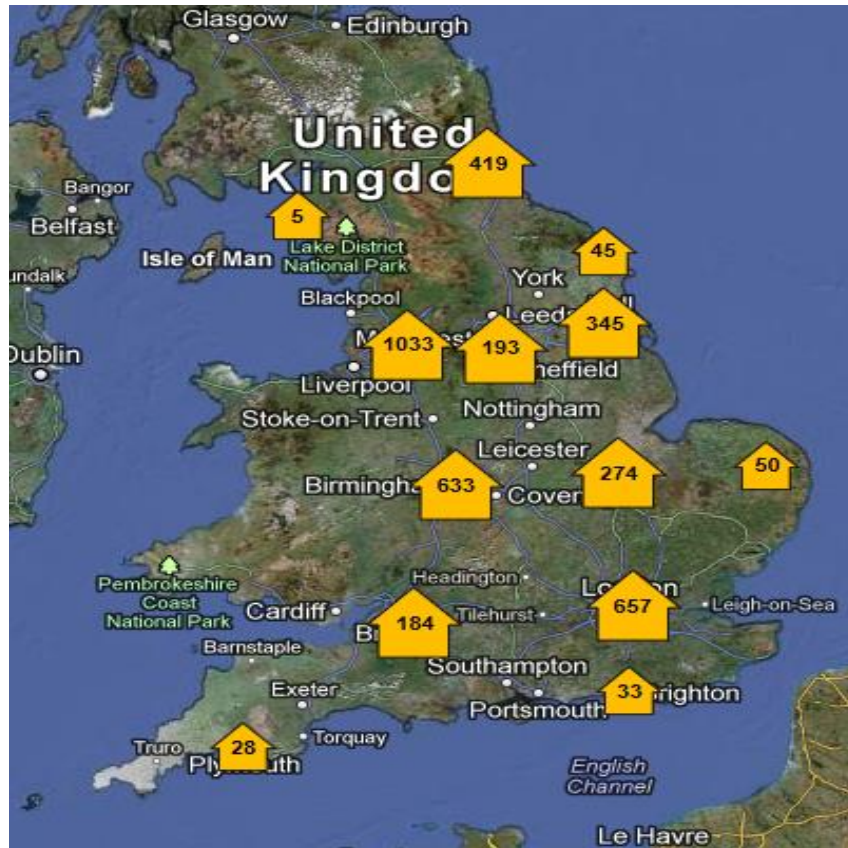 Glasgow
Edinburgh
United
Kingdo
419
Bangor
Belfast
5
Lake District
National Park
Isle of Man
45
undalk
York
Blackpool
Leeds
345
Dublin
1033
193
heffield
Liverpool
Stoke-on-Trent
Nottingham
Leicester
274
50
Birmingha
633
Covent
Pembrokeshire
Coast
National Park
Headington
London
Cardiff
Tilehurst
657
Leigh-on-Sea
184
Barnstaple
Southampton
Exeter
33
righton
Portsmouth
Truro
28
Torquay
Plymouth
English
Channel
Le Havre